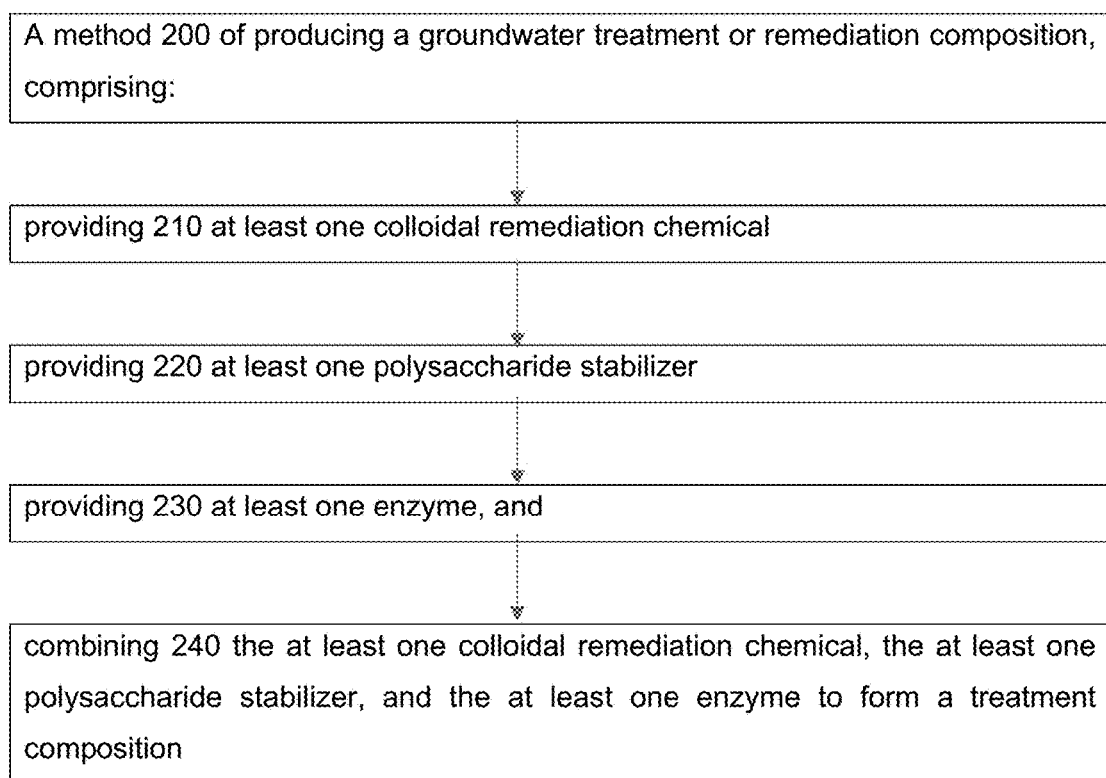 A method 200 of producing a groundwater treatment or remediation composition,
comprising:
providing 210 at least one colloidal remediation chemical
providing 220 at least one polysaccharide stabilizer
providing 230 at least one enzyme, and
combining 240 the at least one colloidal remediation chemical, the at least one
polysaccharide stabilizer, and the at least one enzyme to form a treatment
composition